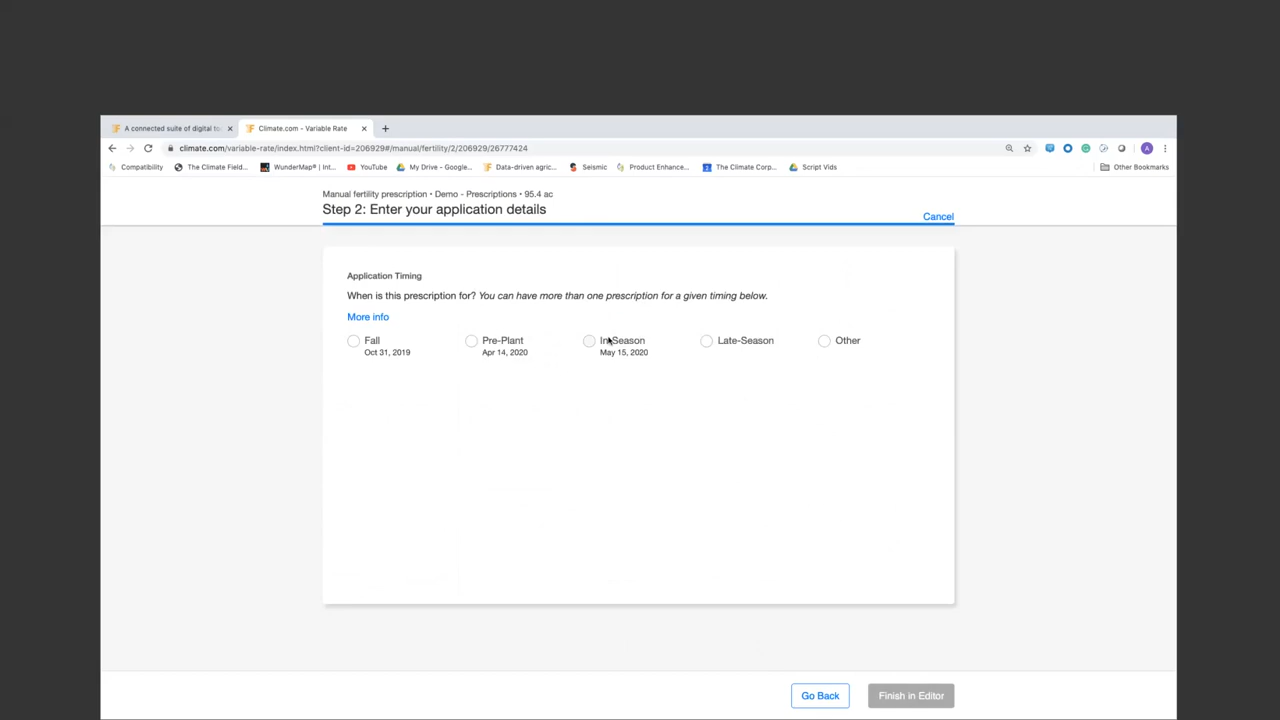 A connected suite of digital to
Climate.com - Variable Rate
climate.com/variable-rate/index.html?client-id=206929#/manual/fertility/2/206929/26777424
Compatibility
The Climate Field...
WunderMap® | Int...
YouTube
My Drive - Google...
Data-driven agric...
Seismic
Product Enhance...
The Climate Corp...
Script Vids
Other Bookmarks
Manual fertility prescription • Demo - Prescriptions • 95.4 ac
Step 2: Enter your application details
Cancel
Application Timing
When is this prescription for? You can have more than one prescription for a given timing below.
More info
Fall
Oct 31, 2019
Pre-Plant
Apr 14, 2020
In-Season
May 15, 2020
Late-Season
Other
Go Back
Finish in Editor